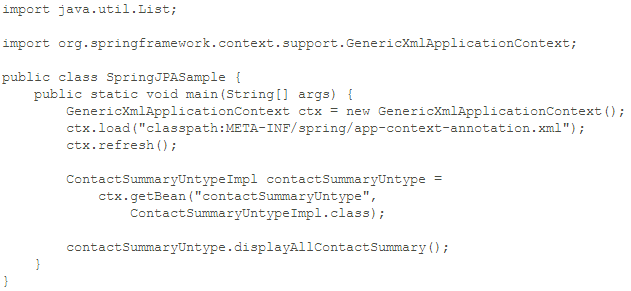 import java.util.List;
import org.springframework.context.support.GenericXmlApplicationContext;
public class SpringJPASample {
    public static void main(String[] args) {
        GenericXmlApplicationContext ctx = new GenericXmlApplicationContext();
        ctx.load("classpath:META-INF/spring/app-context-annotation.xml");
        ctx.refresh();
        ContactSummaryUntypeImpl contactSummaryUntype =
            ctx.getBean("contactSummaryUntype",
                ContactSummaryUntypeImpl.class);
        contactSummaryUntype.displayAllContactSummary();
    }
}